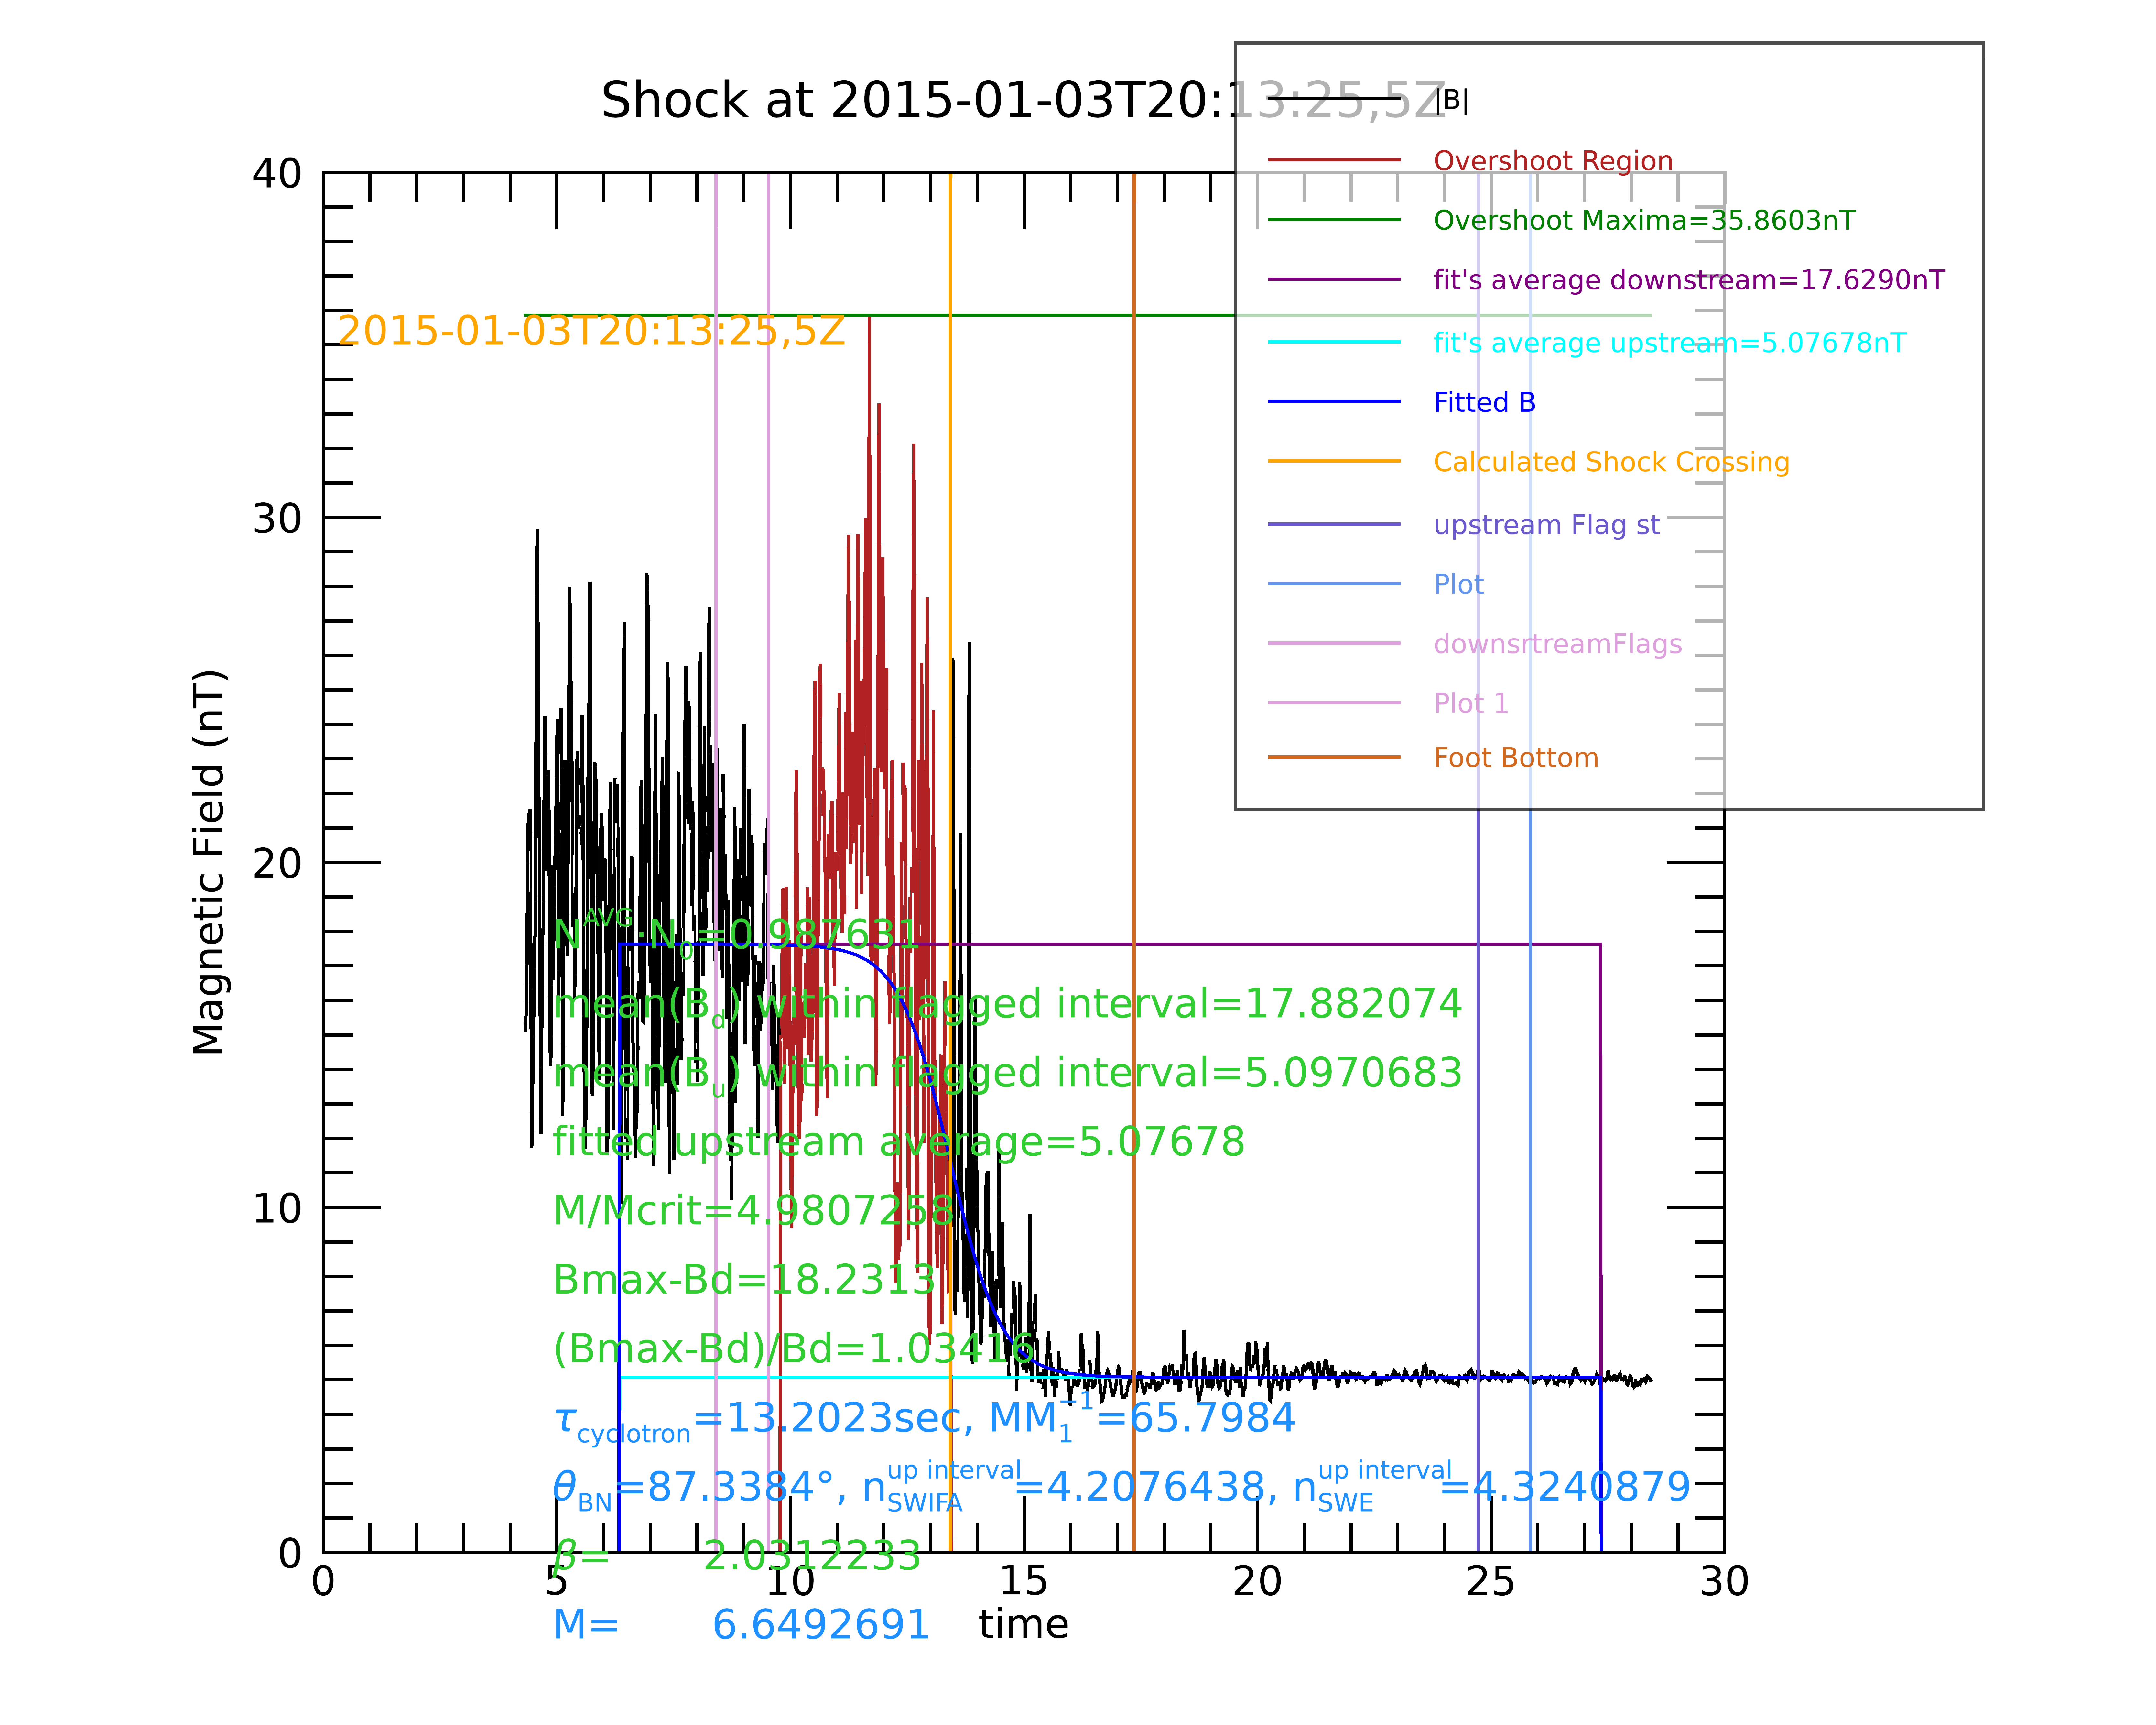 Shock at 2015-01-03T20:13:25,5Z
|B|
Overshoot Region
Overshoot Maxima=35.8603nT
fit's average downstream=17.6290nT
fit's average upstream=5.07678nT
Fitted B
Calculated Shock Crossing
upstream Flag st
Plot
downsrtreamFlags
Plot 1
Foot Bottom
40
30
20
10
0
Magnetic Field (nT)
2015-01-03T20:13:25,5Z
N^AVG·N_0=0.987631
mean(B_d) within flagged interval=17.882074
mean(B_u) within flagged interval=5.0970683
fitted upstream average=5.07678
M/Mcrit=4.9807258
Bmax-Bd=18.2313
(Bmax-Bd)/Bd=1.03416
τ_cyclotron=13.2023sec, MM_1^−1=65.7984
θ_BN=87.3384°, n_SWIFA^up interval=4.2076438, n_SWE^up interval=4.3240879
β= 2.0312233
0 5 10 15 20 25 30
M= 6.6492691
time